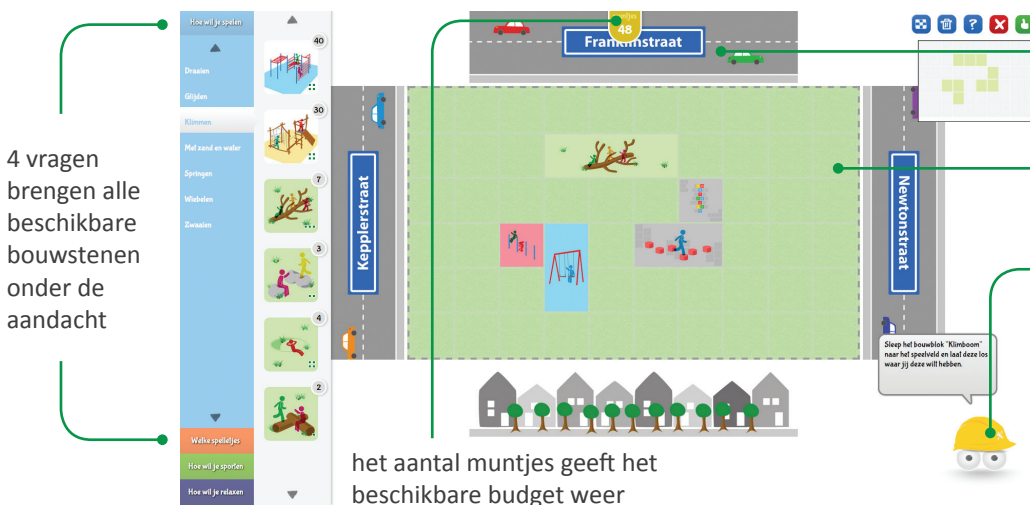 4 vragen
brengen alle
beschikbare
bouwstenen
onder de
aandacht
Hoe wil je spelen
Draaien
Glijden
Klimmen
Met zand en water
Springen
Wiebelen
Zwaaien
Welke spelletjes
Hoe wil je sporten
Hoe wil je relaxen
40
30
7
3
4
2
muntjes
48
Franklinstraat
Kepplerstraat
Newtonstraat
?
Sleep het bouwblok "Klimboom"
naar het speelveld en laat deze los
waar jij deze wilt hebben.
het aantal muntjes geeft het
beschikbare budget weer